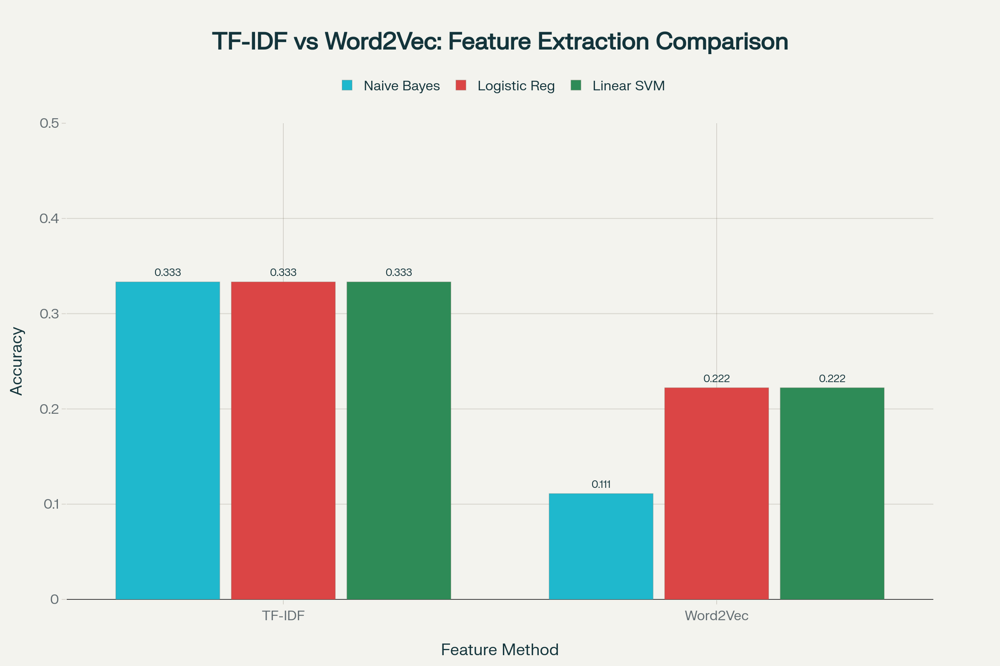 TF-IDF vs Word2Vec: Feature Extraction Comparison
Naive Bayes Logistic Reg Linear SVM
0.5
0.4
0.333 0.333 0.333
0.3
Accuracy
0.222 0.222
0.2
0.111
0.1
0
TF-IDF Word2Vec
Feature Method